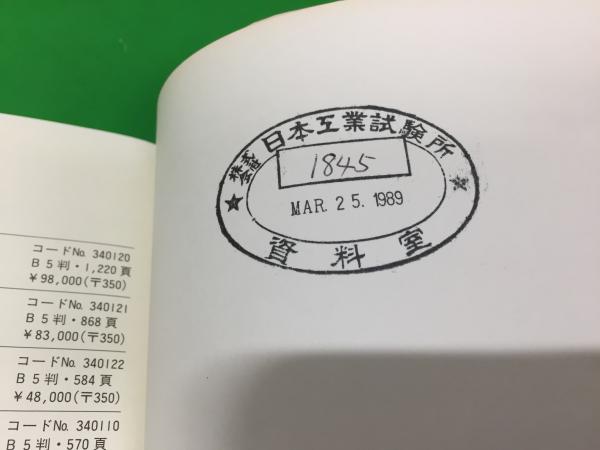 コードNo. 340120
B5判・1,220頁
¥98,000(〒350)
コードNo. 340121
B5判・868頁
¥83,000(〒350)
コードNo. 340122
B5判・584頁
¥48,000(〒350)
コードNo. 340110
B5判・570頁
★ 株式会社 日本工業試験所 ★
1845
MAR. 25. 1989
資料室